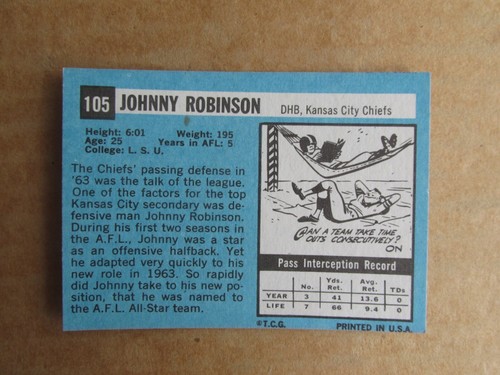 105 JOHNNY ROBINSON
DHB, Kansas City Chiefs
Height: 6:01 Weight: 195
Age: 25 Years in AFL: 5
College: L. S. U.
The Chiefs' passing defense in
'63 was the talk of the league.
One of the factors for the top
Kansas City secondary was de-
fensive man Johnny Robinson.
During his first two seasons in
the A.F.L., Johnny was a star
as an offensive halfback. Yet
he adapted very quickly to his
new role in 1963. So rapidly
did Johnny take to his new po-
sition, that he was named to
the A.F.L. All-Star team.
CAN A TEAM TAKE TIME
OUTS CONSECUTIVELY?
ON
Pass Interception Record
No. Yds. Ret. Avg. Ret. TDs
YEAR 3 41 13.6 0
LIFE 7 66 9.4 0
©T.C.G. PRINTED IN U.S.A.